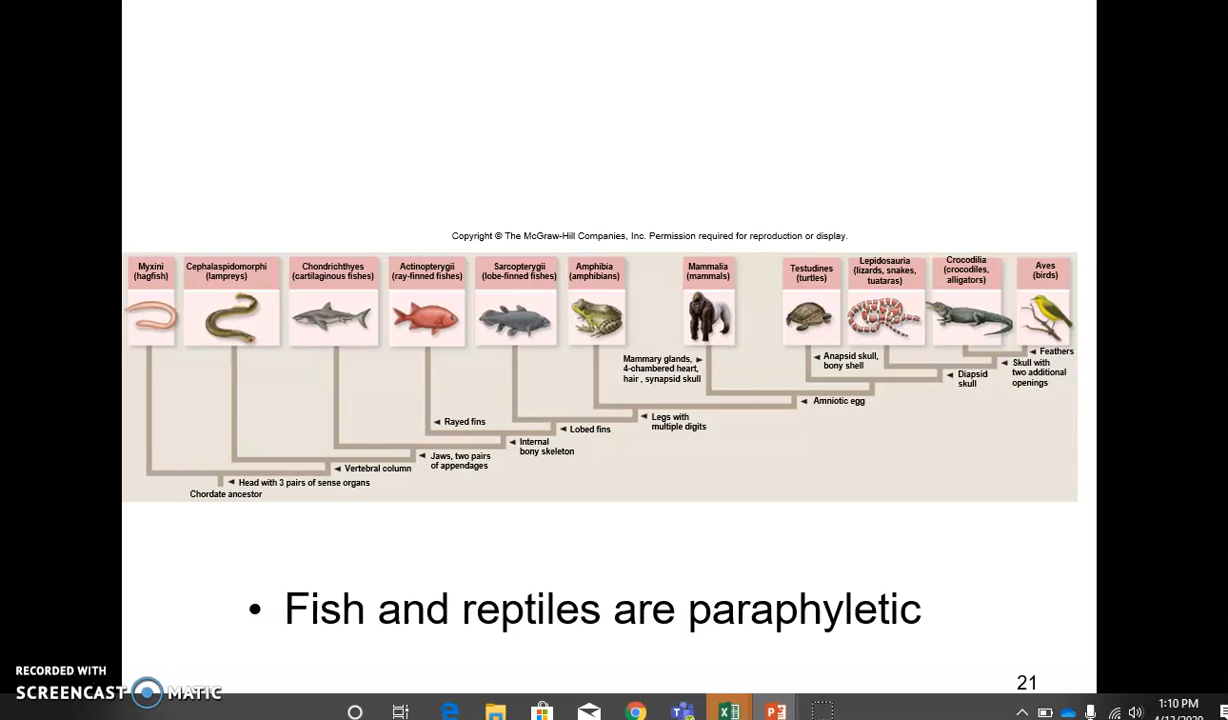 Copyright © The McGraw-Hill Companies, Inc. Permission required for reproduction or display.
Myxini
(hagfish)
Cephalaspidomorphi
(lampreys)
Chondrichthyes
(cartilaginous fishes)
Actinopterygii
(ray-finned fishes)
Sarcopterygii
(lobe-finned fishes)
Amphibia
(amphibians)
Mammalia
(mammals)
Testudines
(turtles)
Lepidosauria
(lizards, snakes,
tuataras)
Crocodilia
(crocodiles,
alligators)
Aves
(birds)
Feathers
Mammary glands,
4-chambered heart,
hair , synapsid skull
Anapsid skull,
bony shell
Skull with
two additional
openings
Diapsid
skull
Amniotic egg
Legs with
multiple digits
Rayed fins
Lobed fins
Internal
bony skeleton
Jaws, two pairs
of appendages
Vertebral column
Head with 3 pairs of sense organs
Chordate ancestor
• Fish and reptiles are paraphyletic
RECORDED WITH
SCREENCAST MATIC
21
1:10 PM